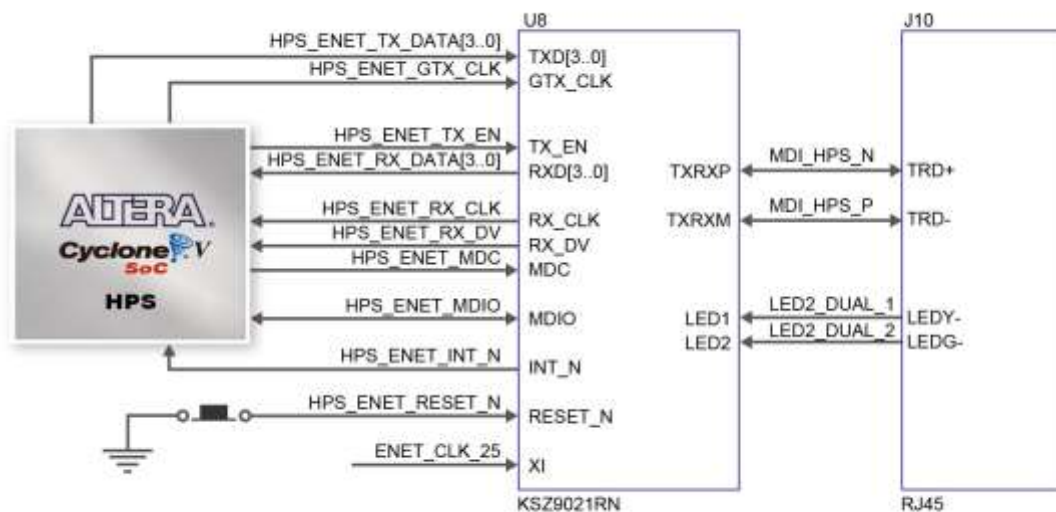 U8
J10
HPS_ENET_TX_DATA[3..0]
TXD[3..0]
HPS_ENET_GTX_CLK
GTX_CLK
HPS_ENET_TX_EN
TX_EN
HPS_ENET_RX_DATA[3..0]
RXD[3..0]
TXRXP
MDI_HPS_N
TRD+
ALTERA®
Cyclone V
SoC
HPS
HPS_ENET_RX_CLK
RX_CLK
TXRXM
MDI_HPS_P
TRD-
HPS_ENET_RX_DV
RX_DV
HPS_ENET_MDC
MDC
HPS_ENET_MDIO
MDIO
LED1
LED2_DUAL_1
LEDY-
LED2
LED2_DUAL_2
LEDG-
HPS_ENET_INT_N
INT_N
HPS_ENET_RESET_N
RESET_N
ENET_CLK_25
XI
KSZ9021RN
RJ45